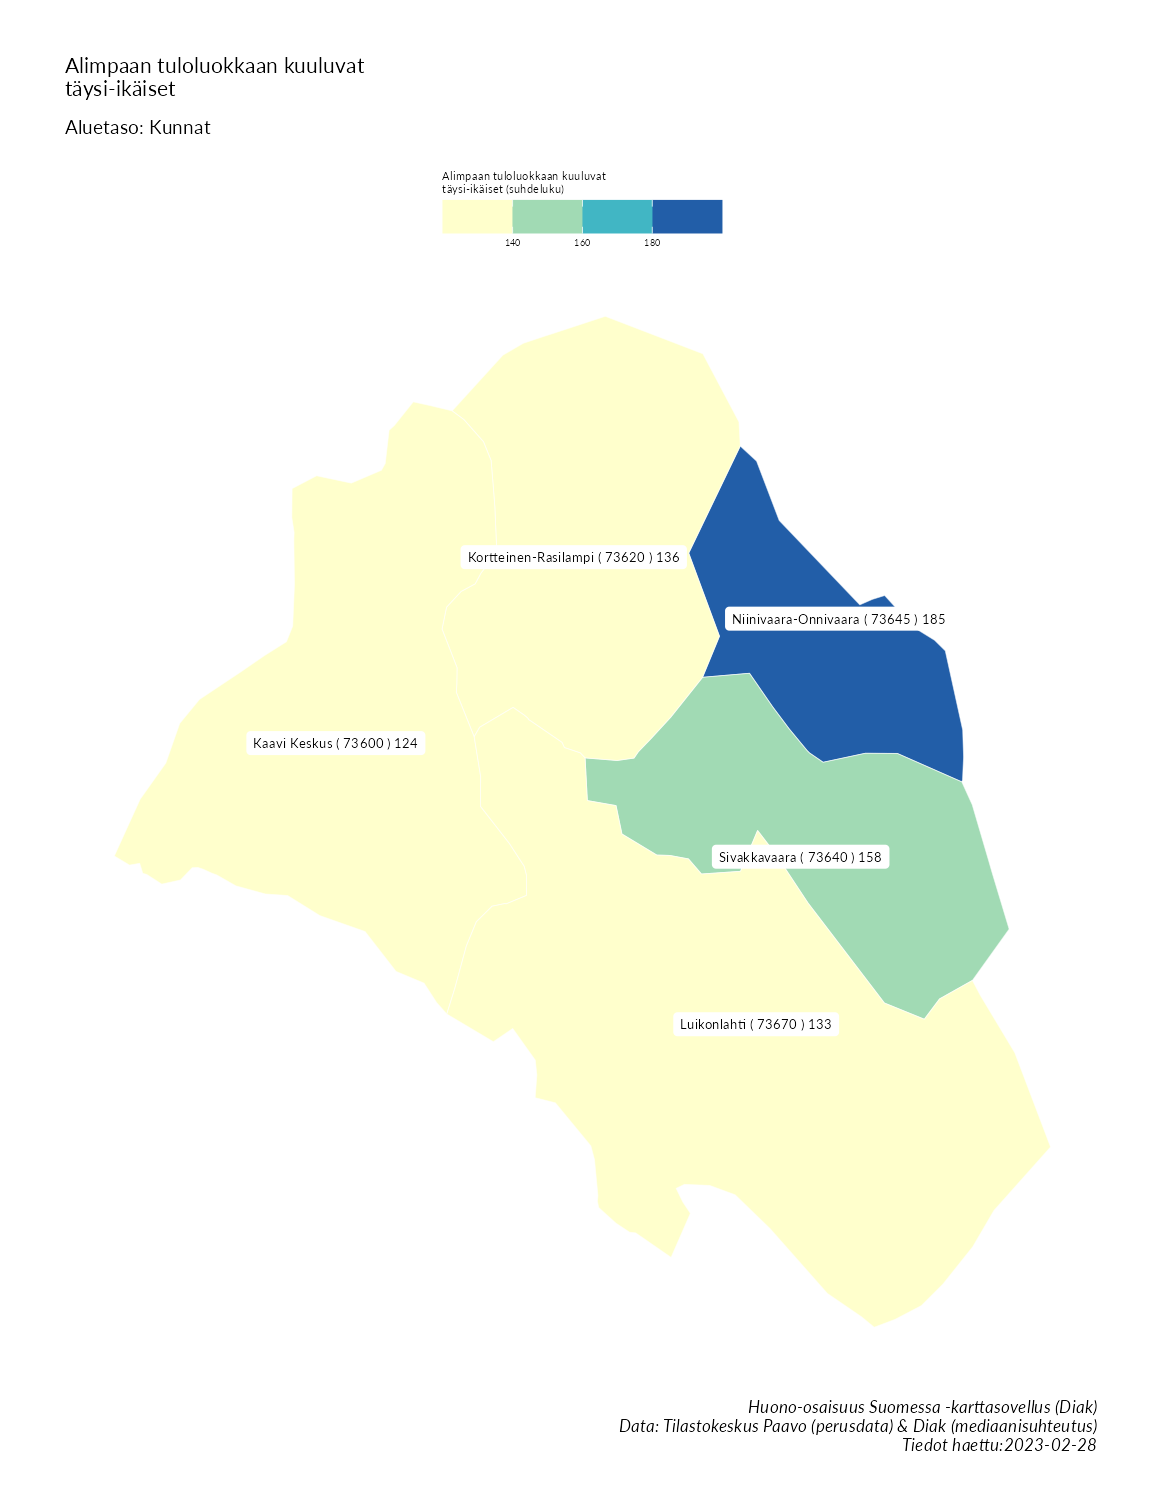 Alimpaan tuloluokkaan kuuluvat
täysi-ikäiset
Aluetaso: Kunnat
Alimpaan tuloluokkaan kuuluvat
täysi-ikäiset (suhdeluku)
140 160 180
Kortteinen-Rasilampi ( 73620 ) 136
Niinivaara-Onnivaara ( 73645 ) 185
Kaavi Keskus ( 73600 ) 124
Sivakkavaara ( 73640 ) 158
Luikonlahti ( 73670 ) 133
Huono-osaisuus Suomessa -karttasovellus (Diak)
Data: Tilastokeskus Paavo (perusdata) & Diak (mediaanisuhteutus)
Tiedot haettu:2023-02-28